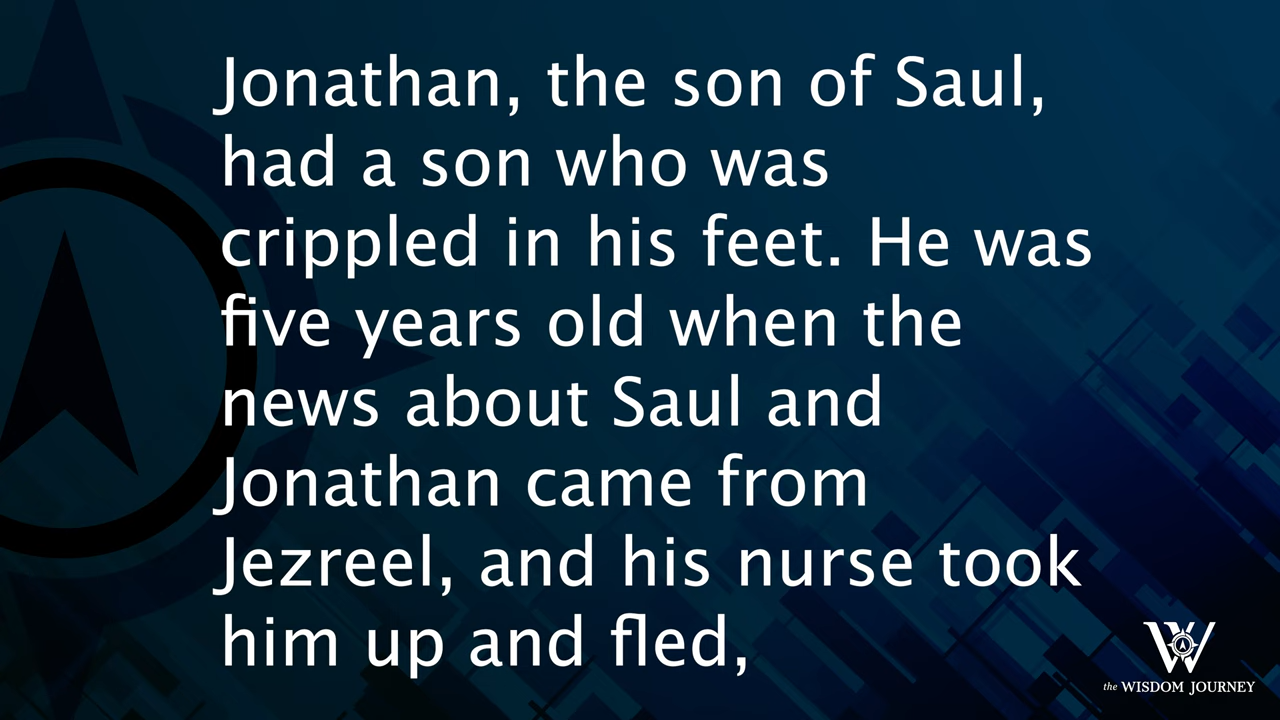 Jonathan, the son of Saul,
had a son who was
crippled in his feet. He was
five years old when the
news about Saul and
Jonathan came from
Jezreel, and his nurse took
him up and fled,
W
the WISDOM JOURNEY